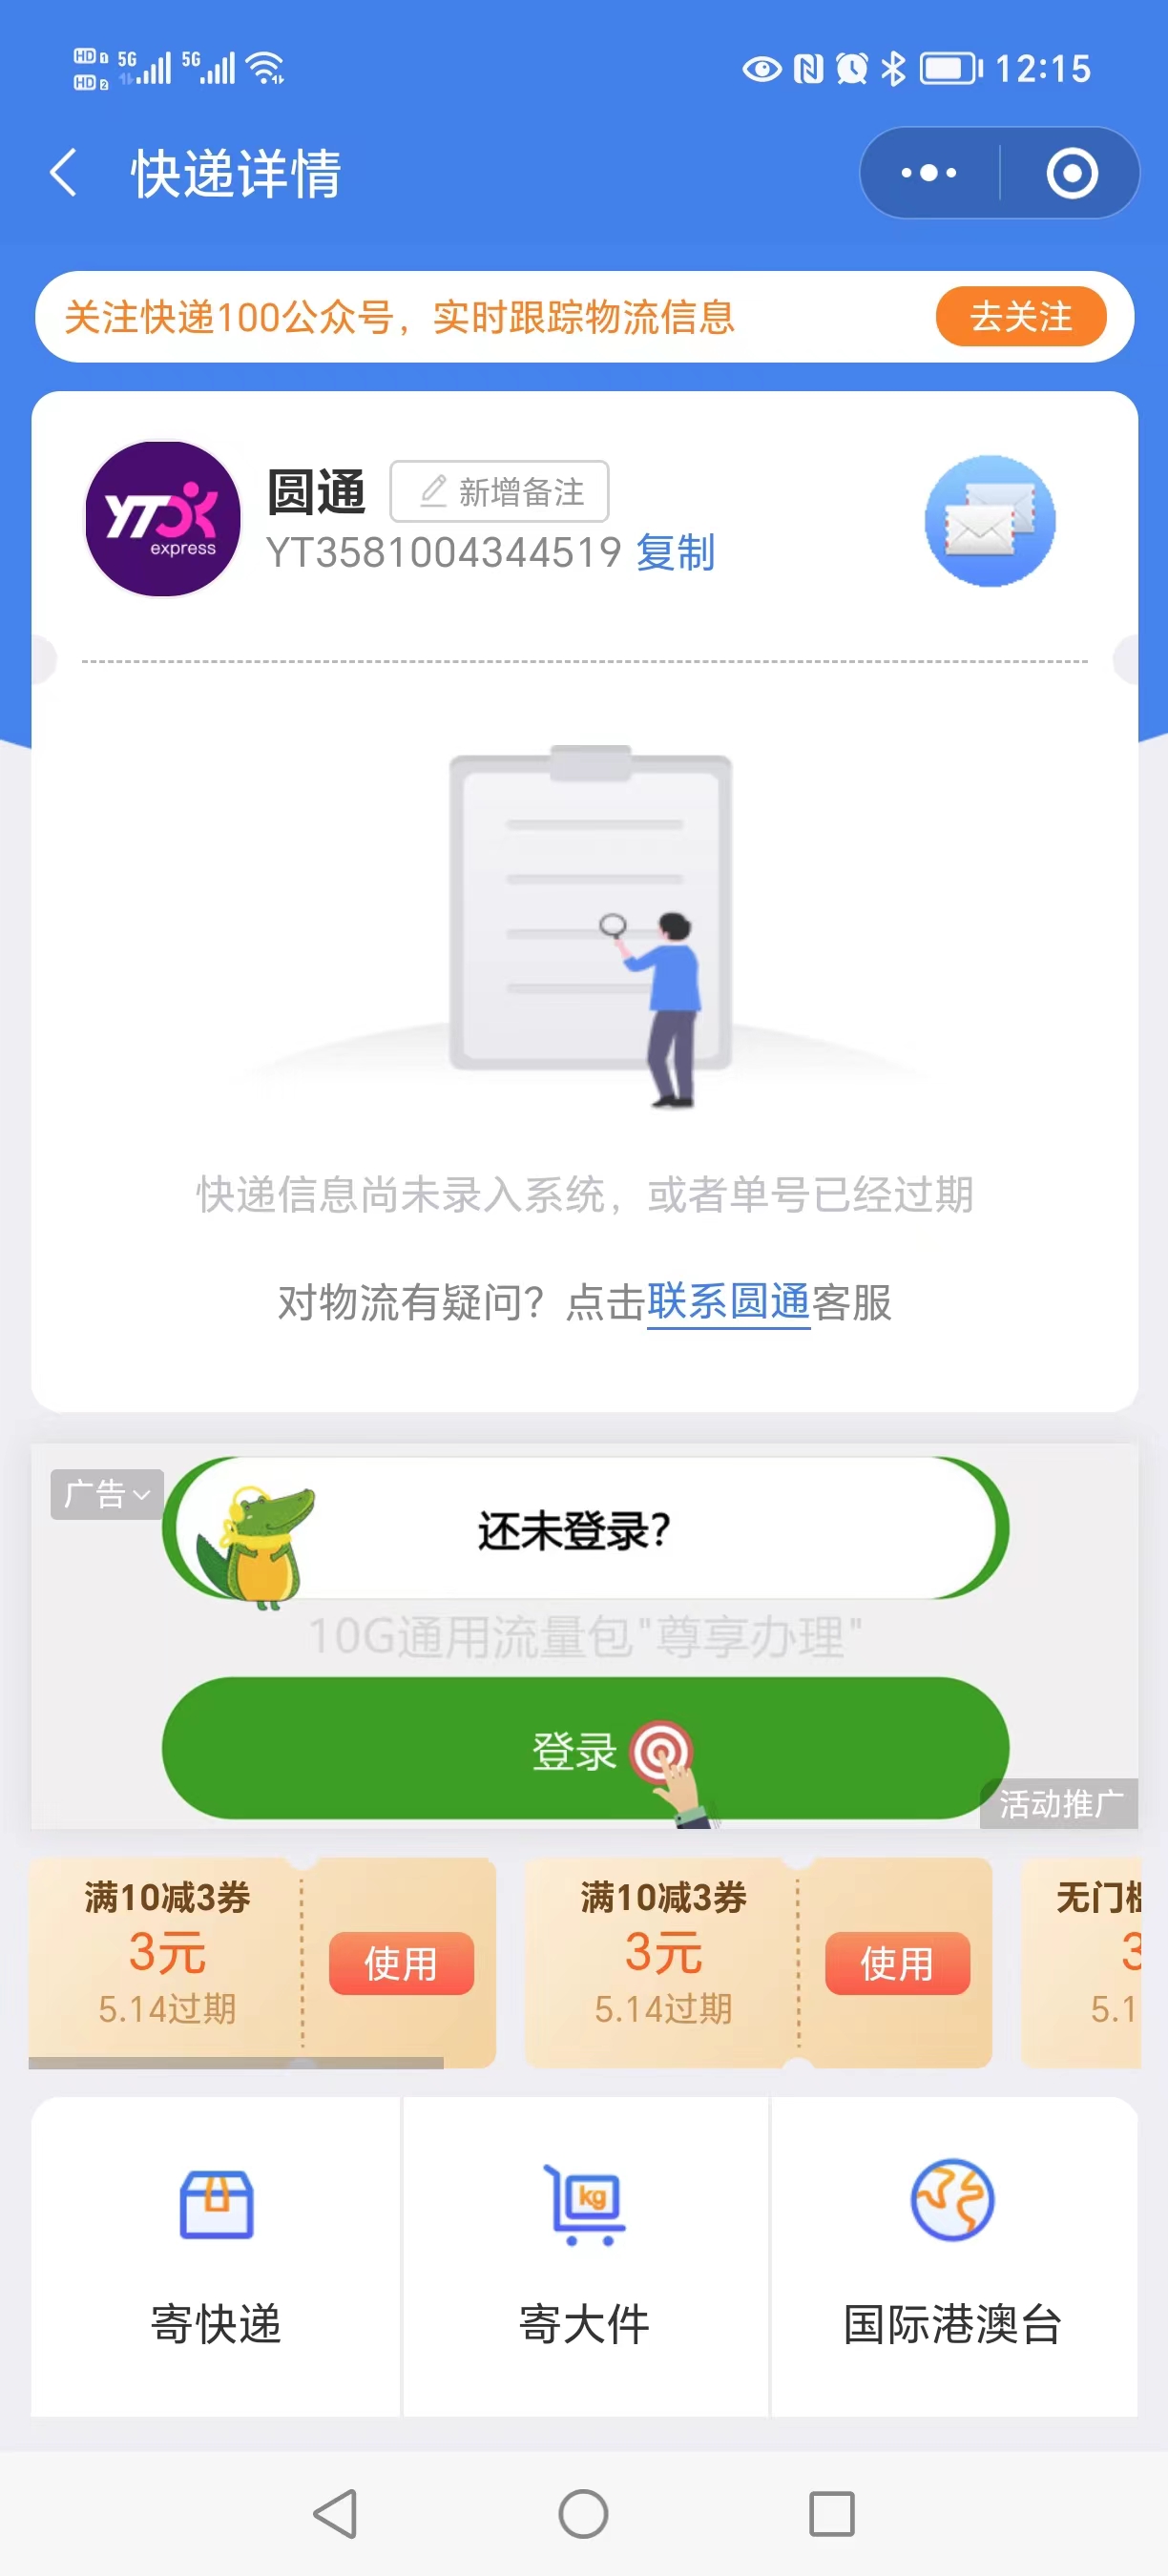 HD 1 5G 5G
HD 2
12:15
快递详情
关注快递100公众号，实时跟踪物流信息
去关注
YTO
express
圆通
新增备注
YT3581004344519 复制
快递信息尚未录入系统，或者单号已经过期
对物流有疑问？点击联系圆通客服
广告
还未登录？
10G通用流量包"尊享办理"
登录
活动推广
满10减3券
3元
5.14过期
使用
满10减3券
3元
5.14过期
使用
无门
3
5.1
kg
寄快递
寄大件
国际港澳台